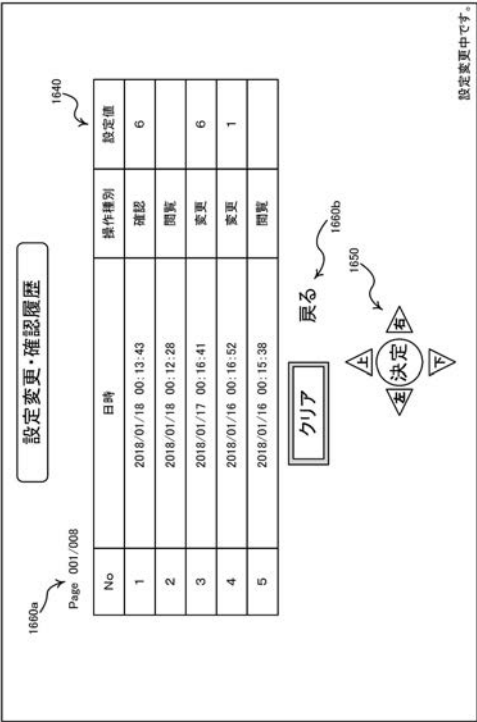 設定変更・確認履歴
1660a
Page 001/008
1640
No 日時 操作種別 設定値
1 2018/01/18 00:13:43 確認 6
2 2018/01/18 00:12:28 閲覧
3 2018/01/17 00:16:41 変更 6
4 2018/01/16 00:16:52 変更 1
5 2018/01/16 00:15:38 閲覧
クリア 戻る
1660b
1650
上
左 決定 右
下
設定変更中です。